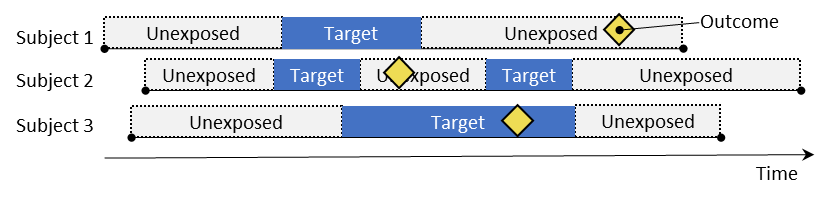 Outcome
Subject 1 Unexposed Target Unexposed
Subject 2 Unexposed Target Unexposed Target Unexposed
Subject 3 Unexposed Target Unexposed
Time